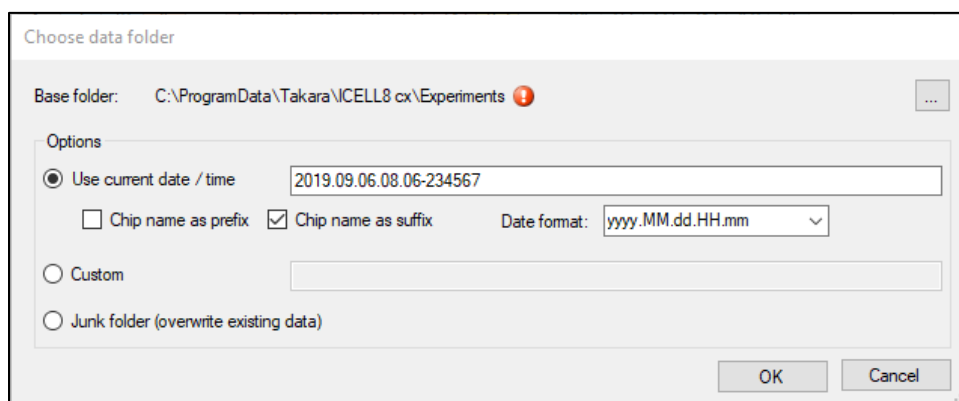 Choose data folder
Base folder: C:\ProgramData\Takara\ICELL8 cx\Experiments
...
Options
Use current date / time 2019.09.06.08.06-234567
Chip name as prefix Chip name as suffix Date format: yyyy.MM.dd.HH.mm
Custom
Junk folder (overwrite existing data)
OK Cancel